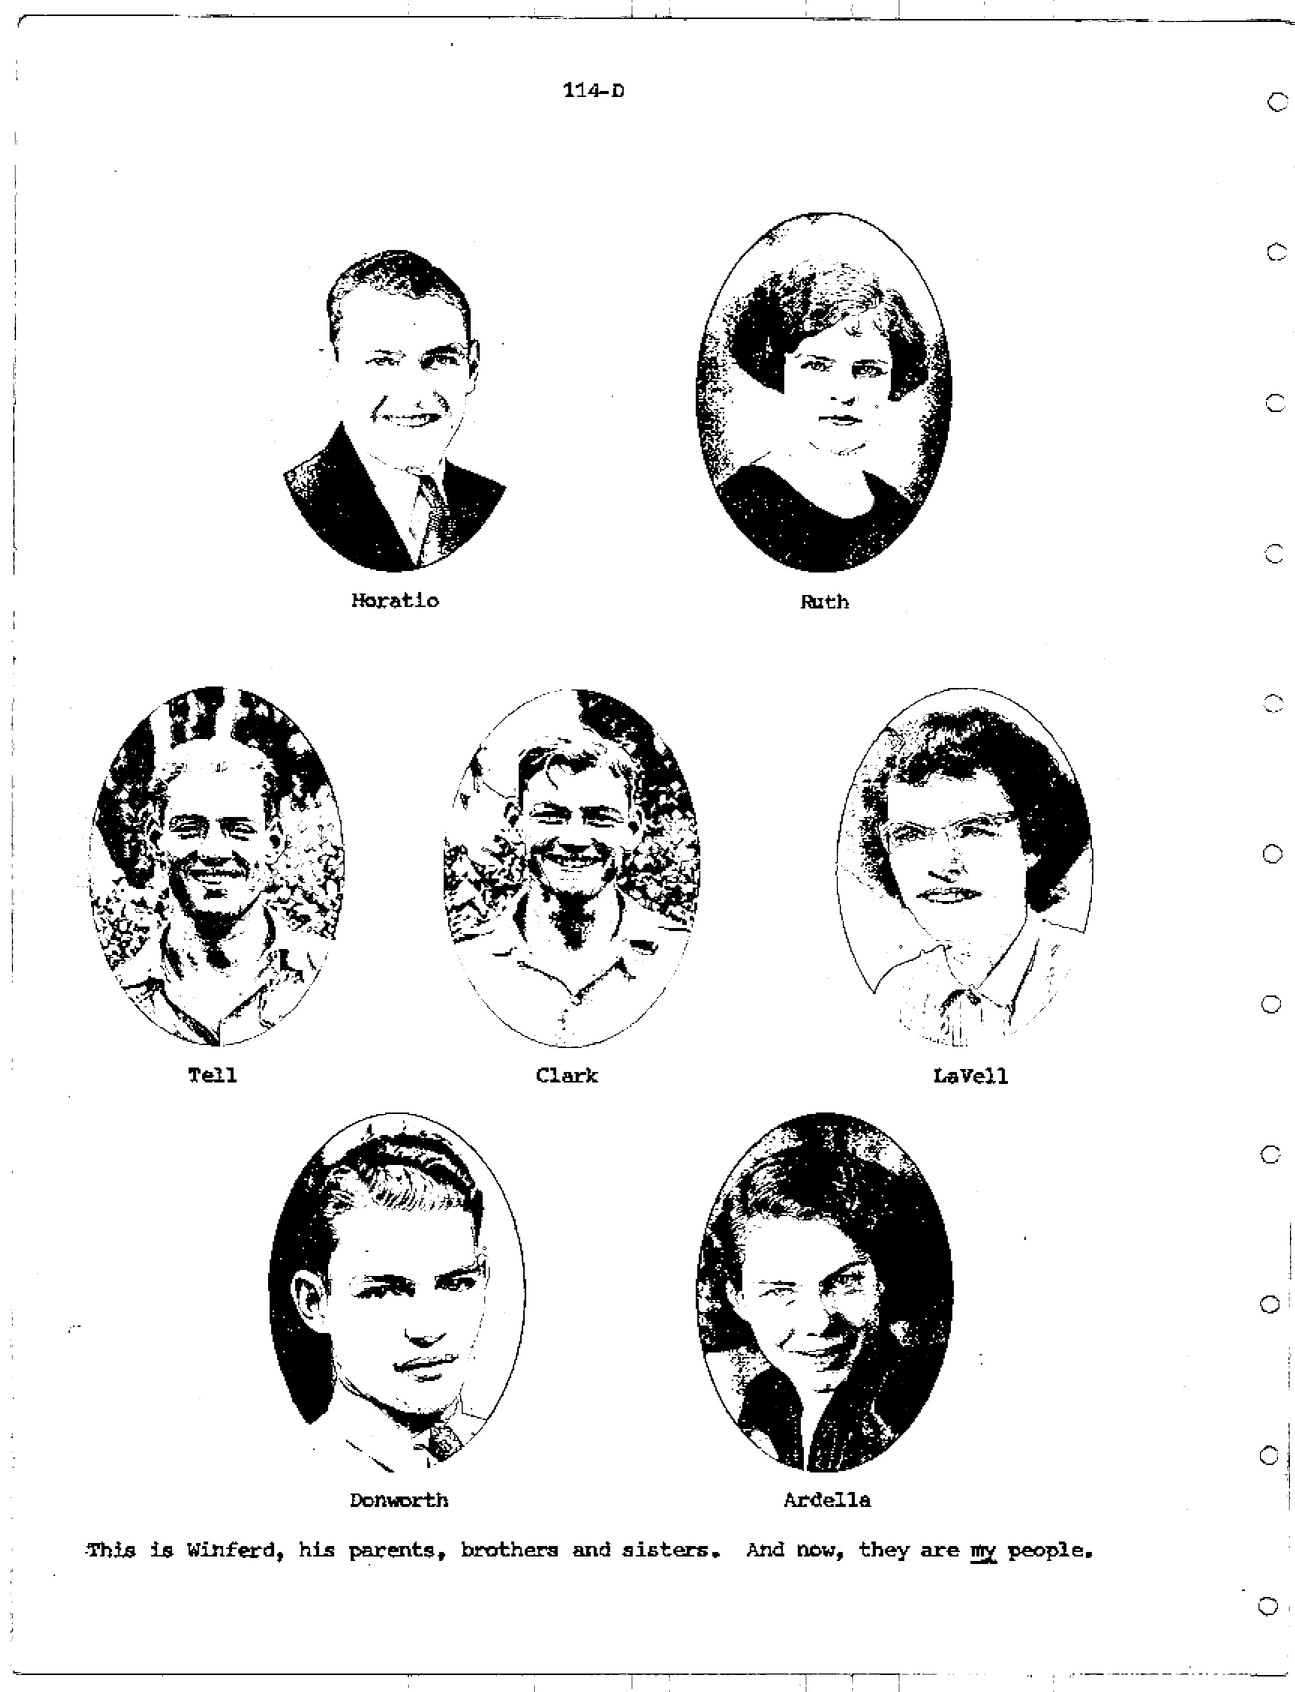 114-D
Horatio
Ruth
Tell
Clark
LaVell
Donworth
Ardella
This is Winferd, his parents, brothers and sisters. And now, they are my people.